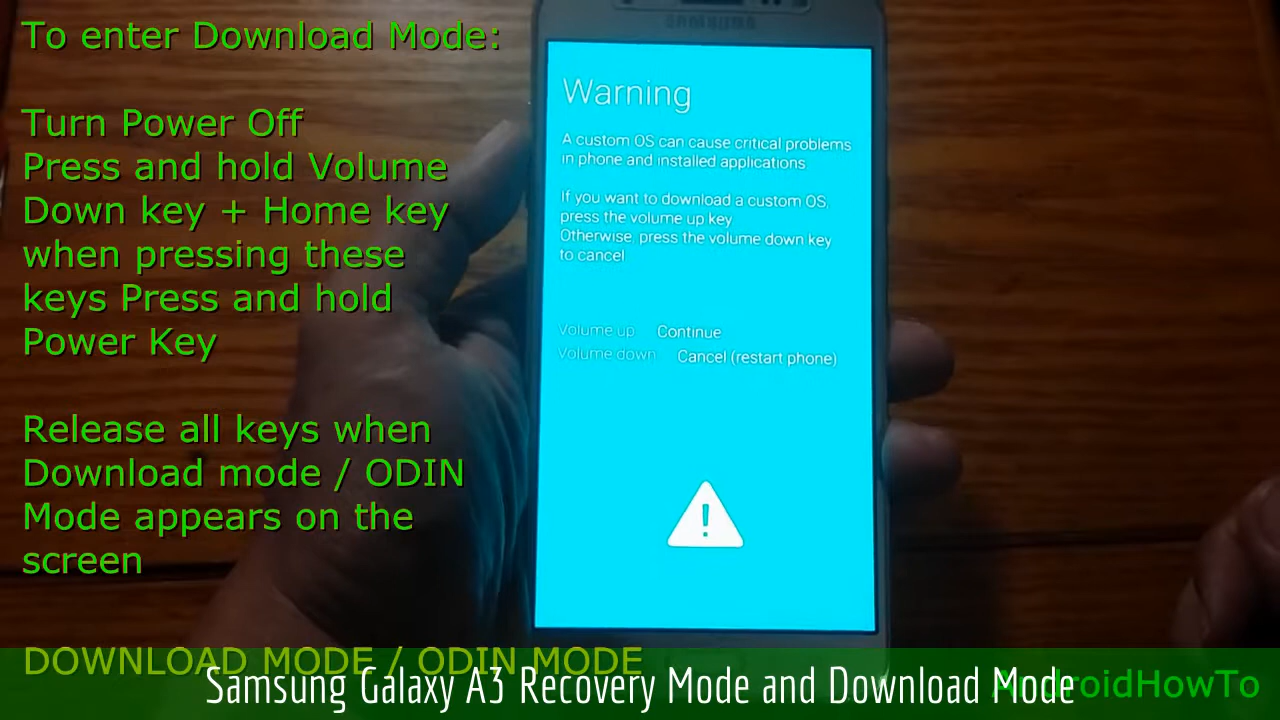 To enter Download Mode:
Turn Power Off
Press and hold Volume
Down key + Home key
when pressing these
keys Press and hold
Power Key
Release all keys when
Download mode / ODIN
Mode appears on the
screen
DOWNLOAD MODE / ODIN MODE
SAMSUNG
Warning
A custom OS can cause critical problems
in phone and installed applications
If you want to download a custom OS,
press the volume up key
Otherwise, press the volume down key
to cancel
Volume up Continue
Volume down Cancel (restart phone)
Samsung Galaxy A3 Recovery Mode and Download Mode
AndroidHowTo